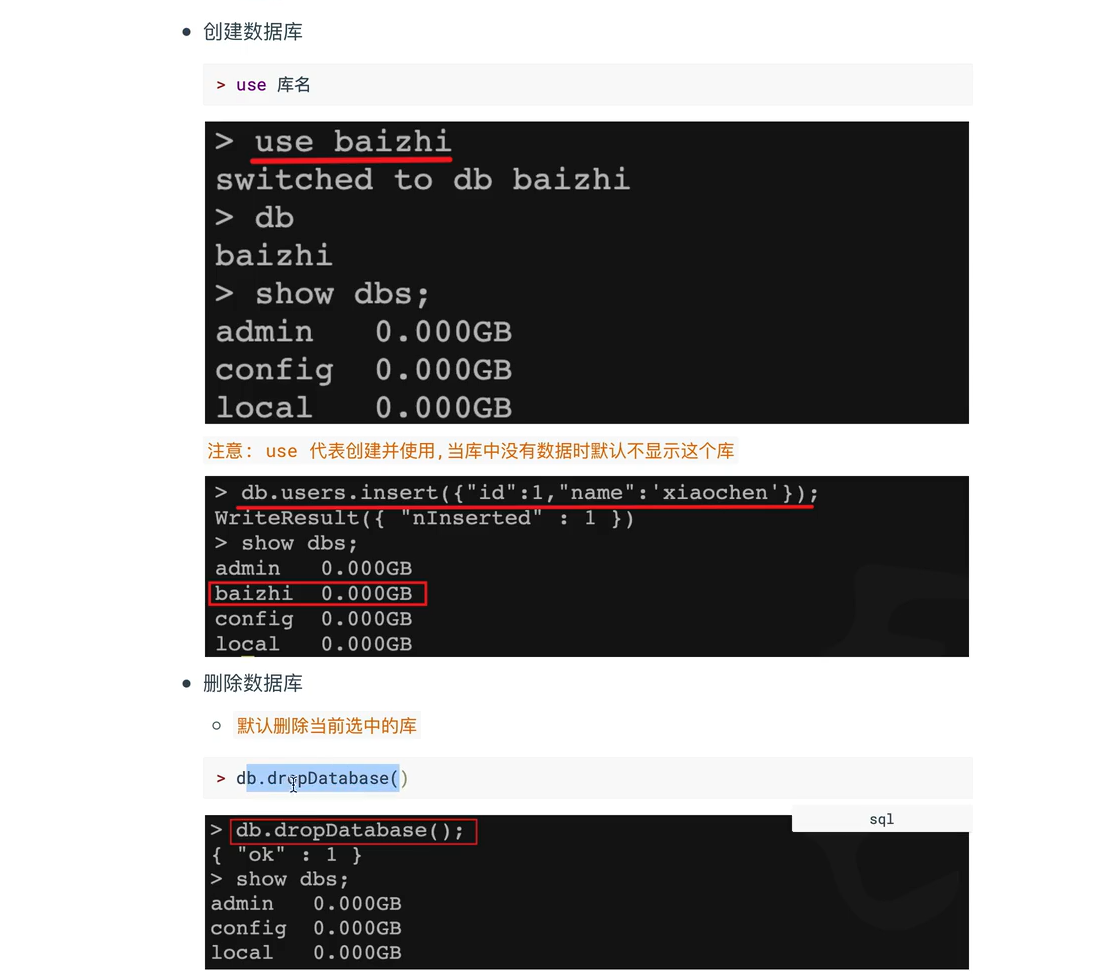 创建数据库
> use 库名
> use baizhi
switched to db baizhi
> db
baizhi
> show dbs;
admin   0.000GB
config  0.000GB
local   0.000GB
注意: use 代表创建并使用,当库中没有数据时默认不显示这个库
> db.users.insert({"id":1,"name":'xiaochen'});
WriteResult({ "nInserted" : 1 })
> show dbs;
admin   0.000GB
baizhi  0.000GB
config  0.000GB
local   0.000GB
删除数据库
默认删除当前选中的库
> db.dropDatabase()
sql
> db.dropDatabase();
{ "ok" : 1 }
> show dbs;
admin   0.000GB
config  0.000GB
local   0.000GB